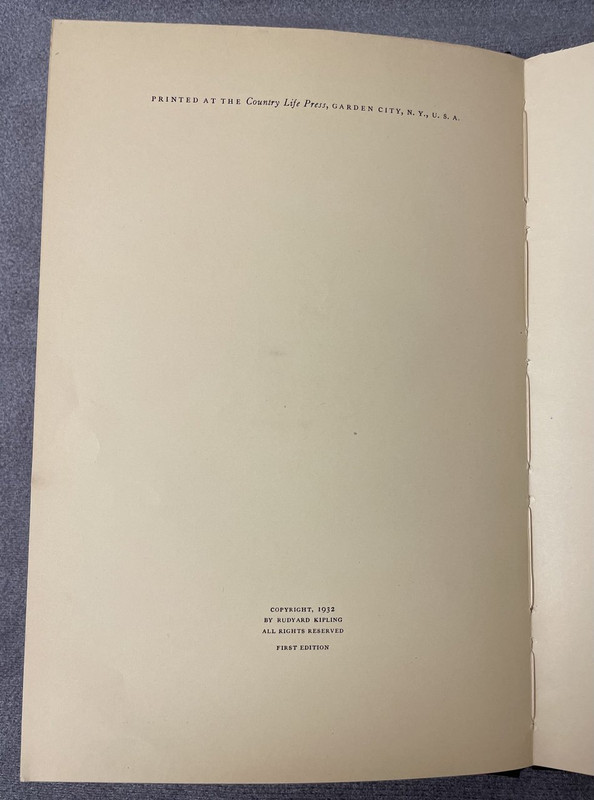 PRINTED AT THE Country Life Press, GARDEN CITY, N. Y., U. S. A.
COPYRIGHT, 1932
BY RUDYARD KIPLING
ALL RIGHTS RESERVED
FIRST EDITION